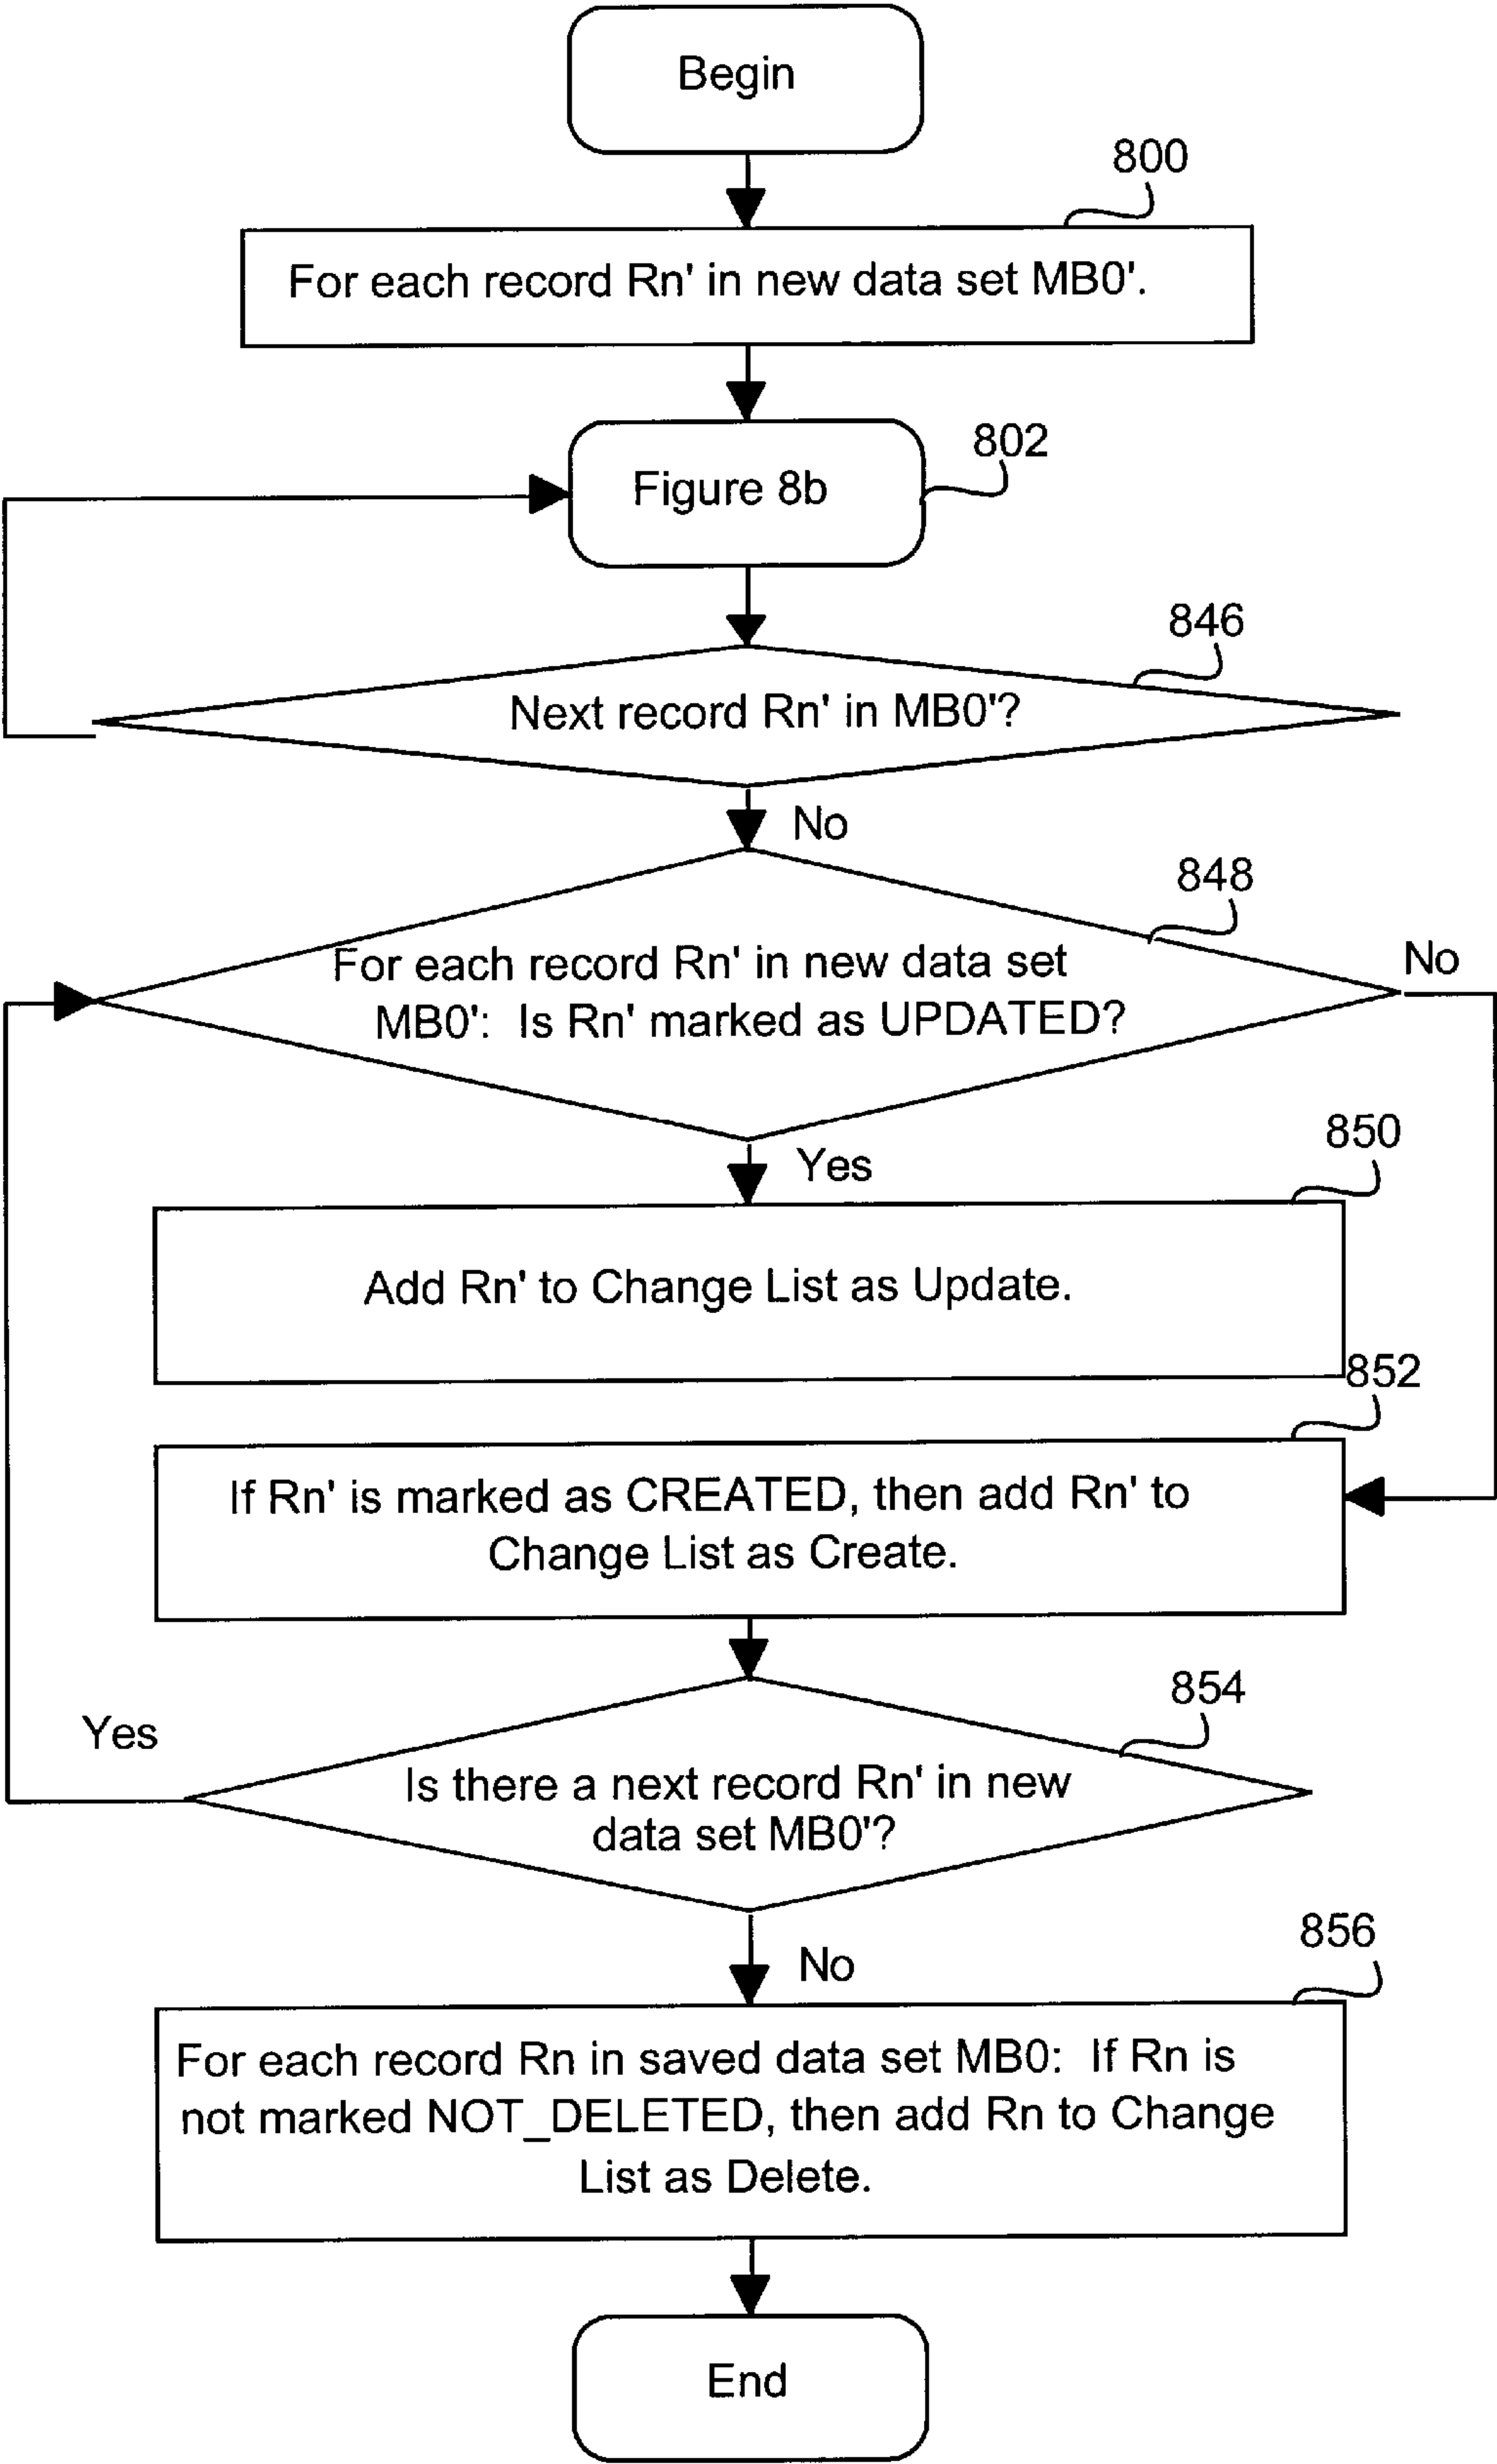 Begin
800
For each record Rn' in new data set MB0'.
802
Figure 8b
846
Next record Rn' in MB0'?
No
848
For each record Rn' in new data set
MB0':  Is Rn' marked as UPDATED?
No
Yes
850
Add Rn' to Change List as Update.
852
If Rn' is marked as CREATED, then add Rn' to
Change List as Create.
854
Yes
Is there a next record Rn' in new
data set MB0'?
No
856
For each record Rn in saved data set MB0:  If Rn is
not marked NOT_DELETED, then add Rn to Change
List as Delete.
End